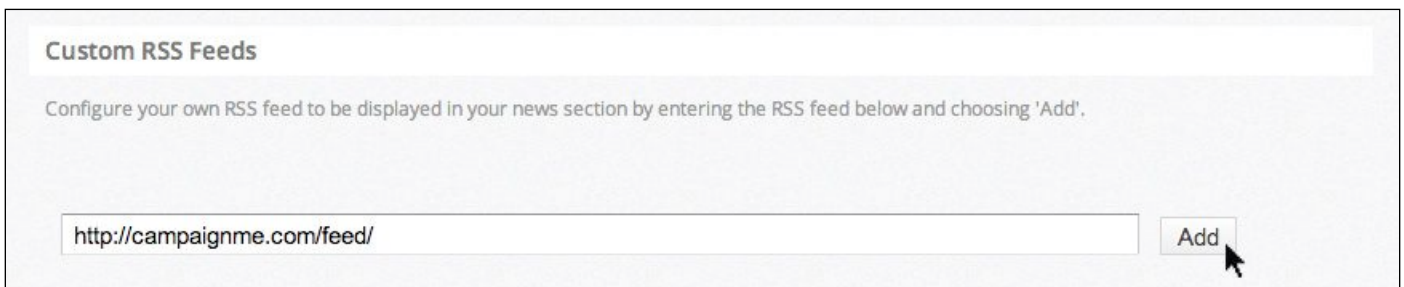 Custom RSS Feeds
Configure your own RSS feed to be displayed in your news section by entering the RSS feed below and choosing 'Add'.
http://campaignme.com/feed/ Add